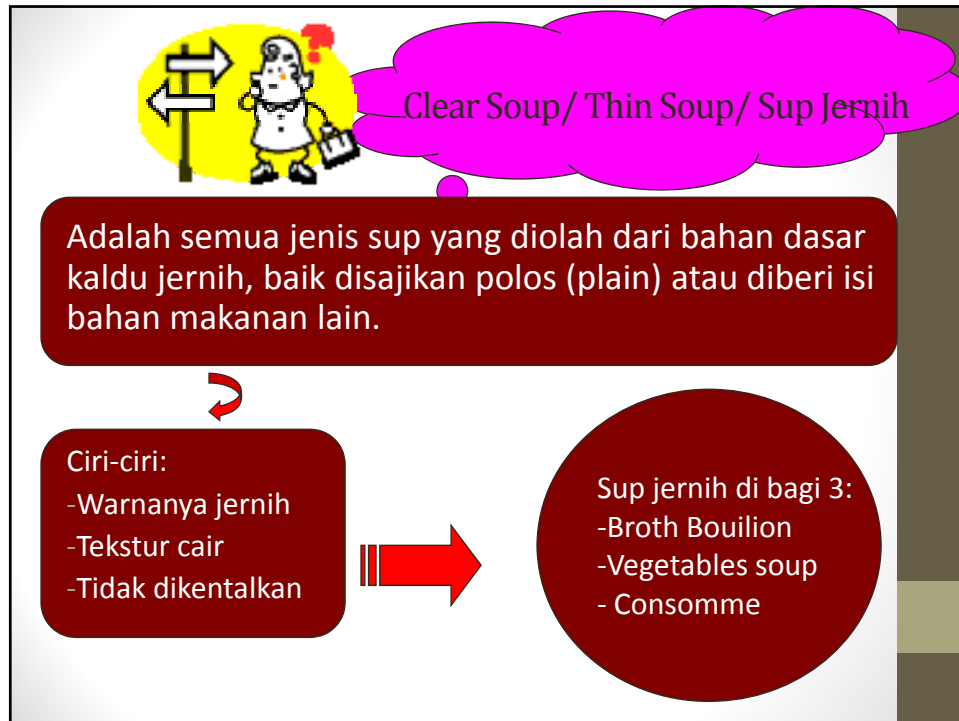 Clear Soup/ Thin Soup/ Sup Jernih
Adalah semua jenis sup yang diolah dari bahan dasar
kaldu jernih, baik disajikan polos (plain) atau diberi isi
bahan makanan lain.
Ciri-ciri:
-Warnanya jernih
-Tekstur cair
-Tidak dikentalkan
Sup jernih di bagi 3:
-Broth Bouilion
-Vegetables soup
- Consomme